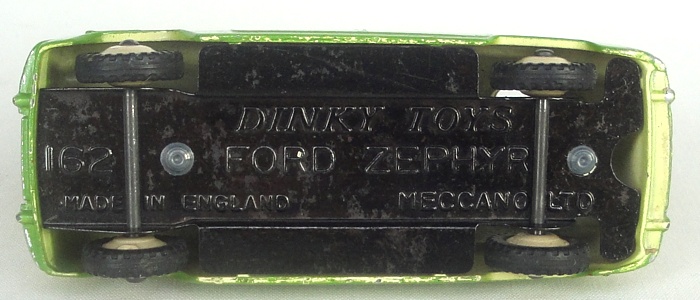 DINKY TOYS
162 FORD ZEPHYR
MADE IN ENGLAND MECCANO LTD